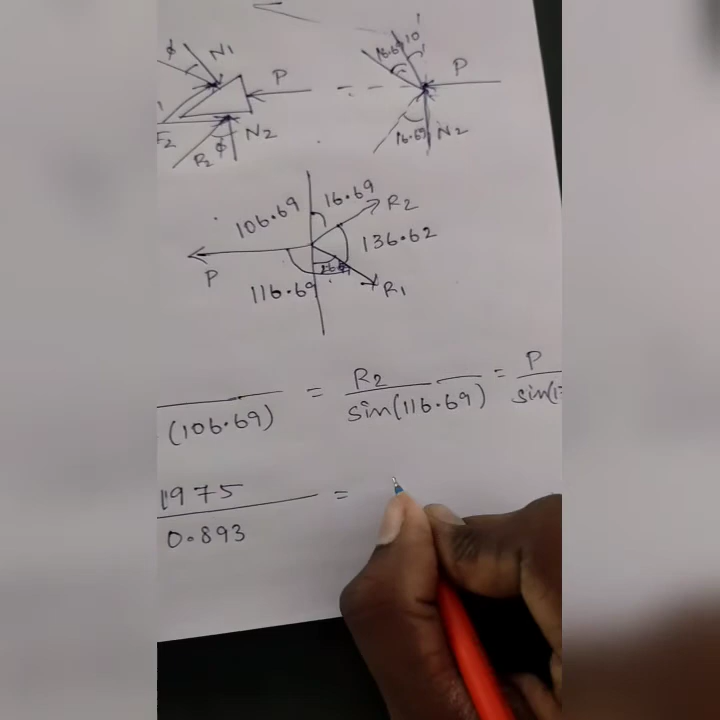 φ N1 P
F2 R2 φ N2
16.69 10° P
16.69 N2
106.69 16.69 R2
136.62
P
116.69 R1
R2 P
(106.69) = sin(116.69) = sin(1
1975 =
0.893